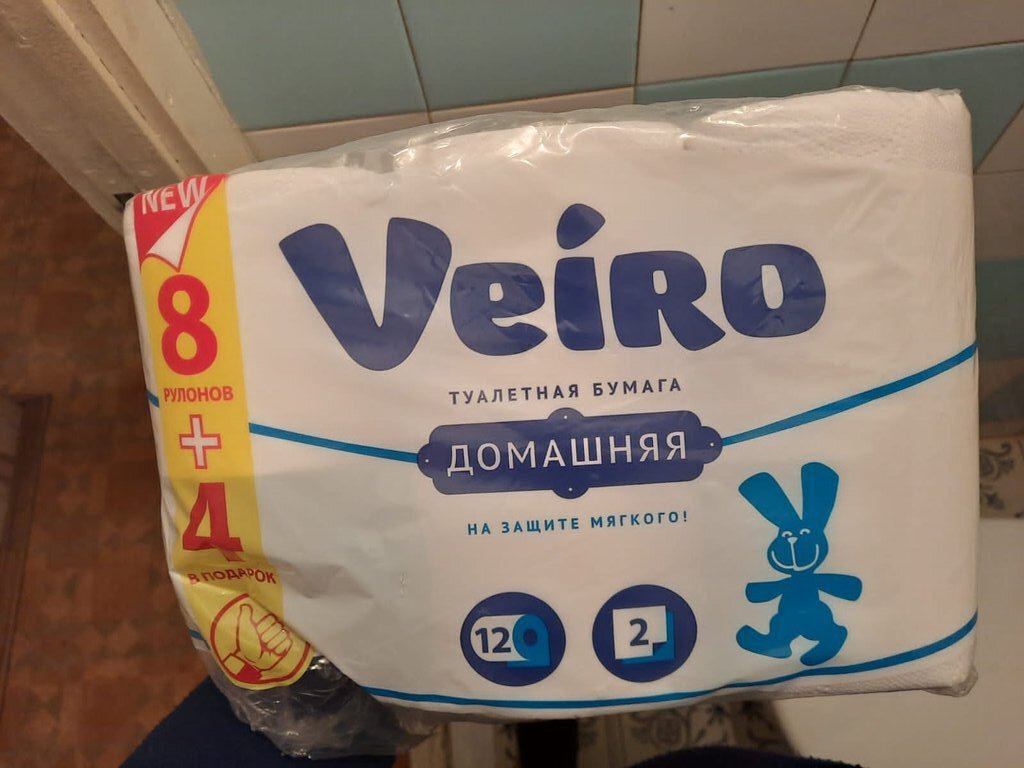 NEW
8
РУЛОНОВ
+
4
В ПОДАРОК
Veiro
ТУАЛЕТНАЯ БУМАГА
ДОМАШНЯЯ
НА ЗАЩИТЕ МЯГКОГО!
12
2